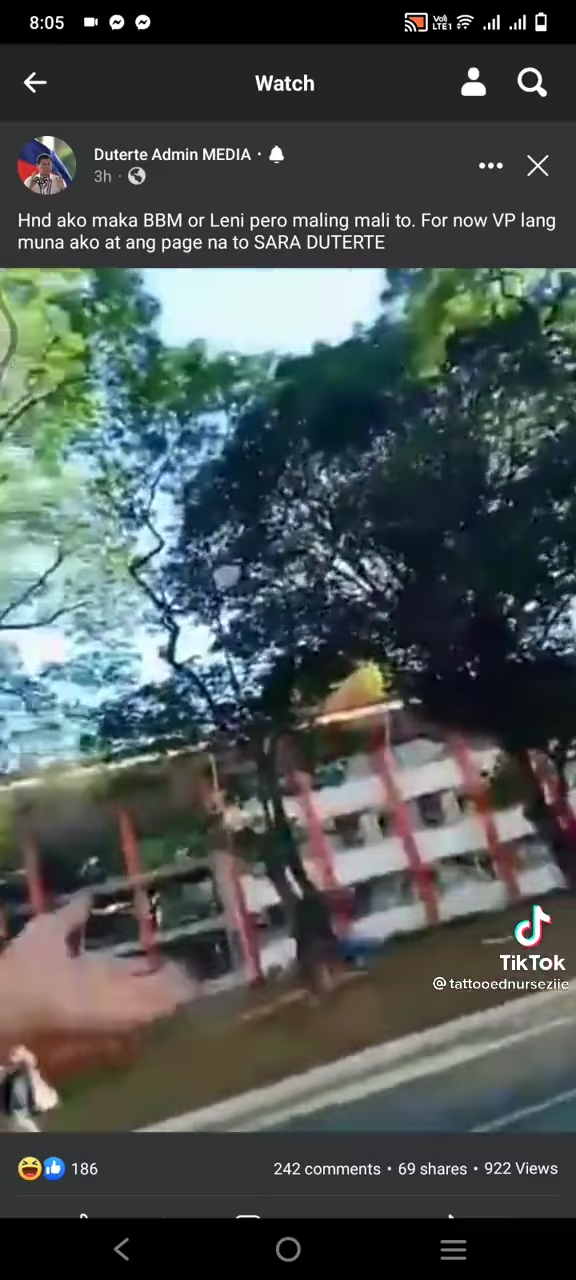 8:05
Vo))
LTE1
Watch
Duterte Admin MEDIA ·
3h ·
Hnd ako maka BBM or Leni pero maling mali to. For now VP lang
muna ako at ang page na to SARA DUTERTE
TikTok
@tattooednurseziie
186
242 comments • 69 shares • 922 Views